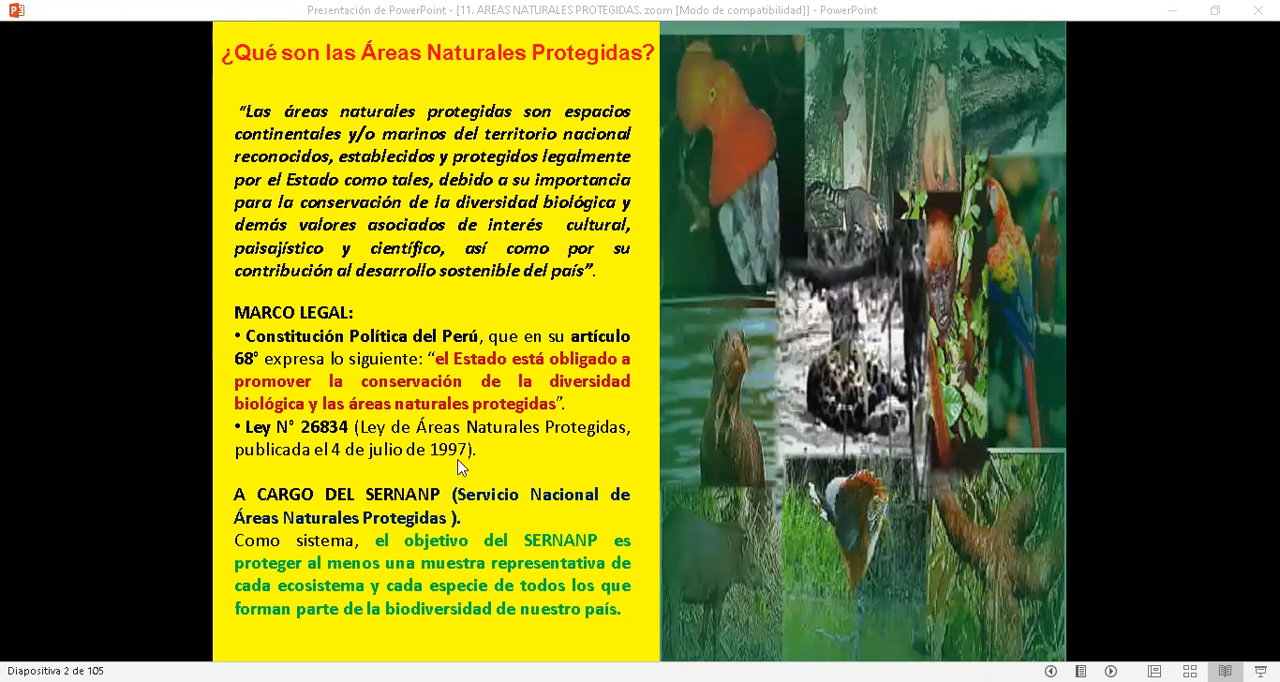 Presentación de PowerPoint - [11. AREAS NATURALES PROTEGIDAS. zoom [Modo de compatibilidad]] - PowerPoint
¿Qué son las Áreas Naturales Protegidas?
“Las áreas naturales protegidas son espacios
continentales y/o marinos del territorio nacional
reconocidos, establecidos y protegidos legalmente
por el Estado como tales, debido a su importancia
para la conservación de la diversidad biológica y
demás valores asociados de interés cultural,
paisajístico y científico, así como por su
contribución al desarrollo sostenible del país”.
MARCO LEGAL:
• Constitución Política del Perú, que en su artículo
68° expresa lo siguiente: “el Estado está obligado a
promover la conservación de la diversidad
biológica y las áreas naturales protegidas”.
• Ley N° 26834 (Ley de Áreas Naturales Protegidas,
publicada el 4 de julio de 1997).
A CARGO DEL SERNANP (Servicio Nacional de
Áreas Naturales Protegidas ).
Como sistema, el objetivo del SERNANP es
proteger al menos una muestra representativa de
cada ecosistema y cada especie de todos los que
forman parte de la biodiversidad de nuestro país.
Diapositiva 2 de 105